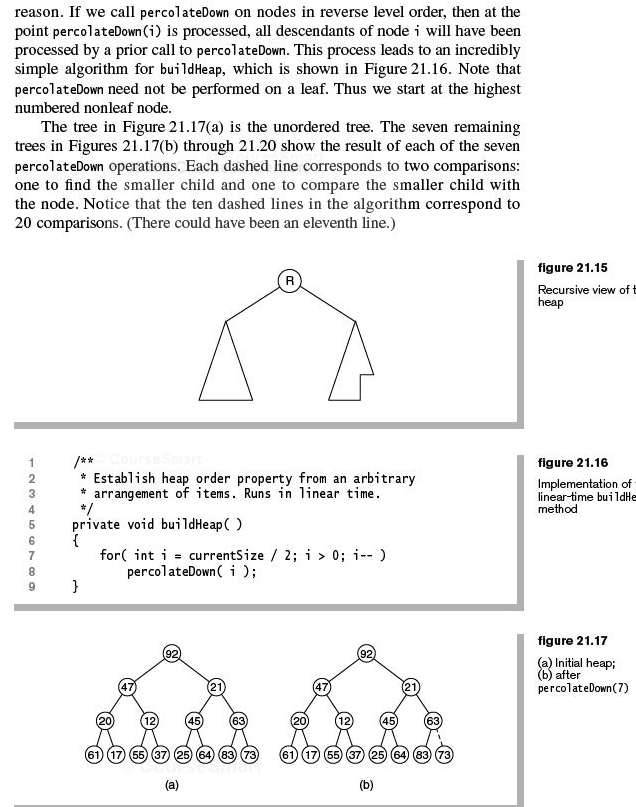 reason. If we call percolateDown on nodes in reverse level order, then at the
point percolateDown(i) is processed, all descendants of node i will have been
processed by a prior call to percolateDown. This process leads to an incredibly
simple algorithm for buildHeap, which is shown in Figure 21.16. Note that
percolateDown need not be performed on a leaf. Thus we start at the highest
numbered nonleaf node.
The tree in Figure 21.17(a) is the unordered tree. The seven remaining
trees in Figures 21.17(b) through 21.20 show the result of each of the seven
percolateDown operations. Each dashed line corresponds to two comparisons:
one to find the smaller child and one to compare the smaller child with
the node. Notice that the ten dashed lines in the algorithm correspond to
20 comparisons. (There could have been an eleventh line.)
figure 21.15
Recursive view of t
heap
R
© CourseSmart
1 /**
2 * Establish heap order property from an arbitrary
3 * arrangement of items. Runs in linear time.
4 */
5 private void buildHeap( )
6 {
7 for( int i = currentSize / 2; i > 0; i-- )
8 percolateDown( i );
9 }
figure 21.16
Implementation of
linear-time buildHe
method
figure 21.17
(a) Initial heap;
(b) after
percolateDown(7)
92 92
47 21 47 21
20 12 45 63 20 12 45 63
61 17 55 37 25 64 83 73 61 17 55 37 25 64 83 73
© CourseSmart
(a) (b)